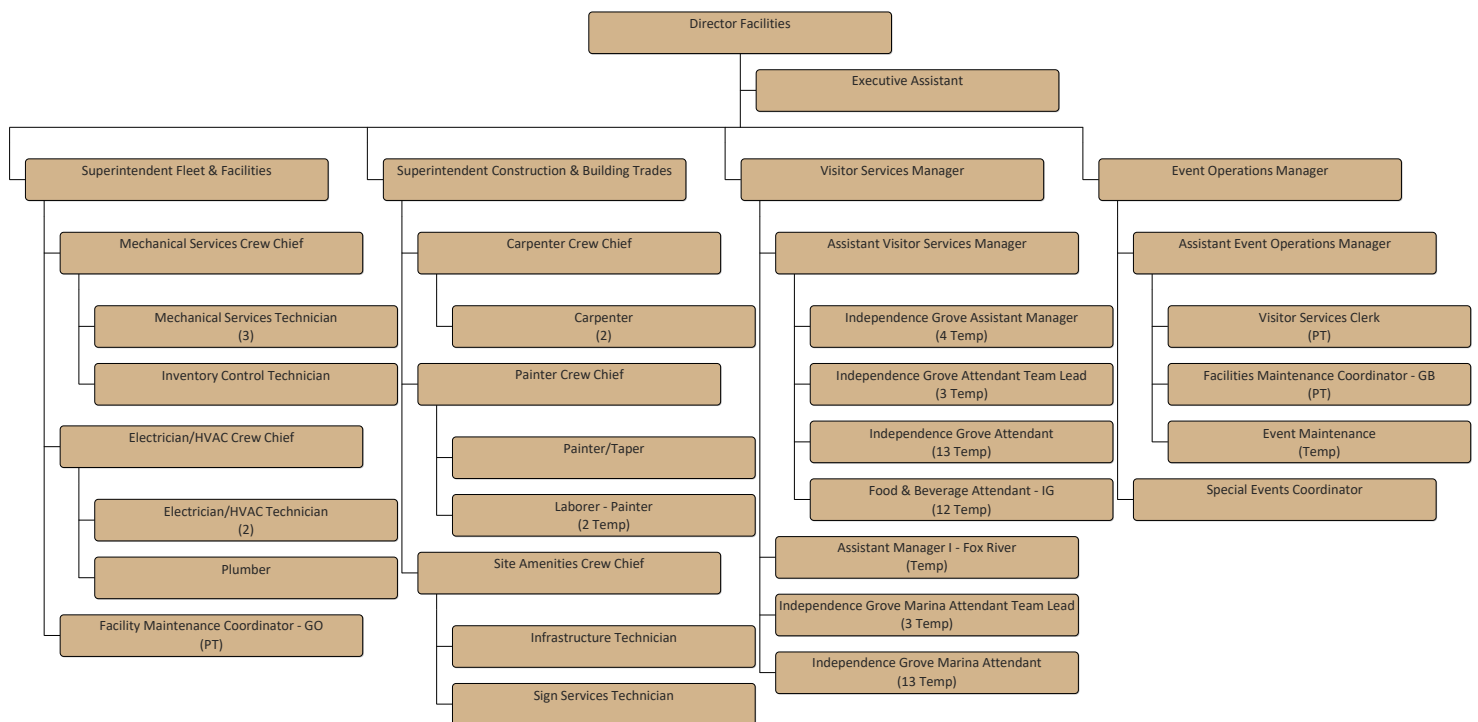 Director Facilities
Executive Assistant
Superintendent Fleet & Facilities
Mechanical Services Crew Chief
Mechanical Services Technician
(3)
Inventory Control Technician
Electrician/HVAC Crew Chief
Electrician/HVAC Technician
(2)
Plumber
Facility Maintenance Coordinator - GO
(PT)
Superintendent Construction & Building Trades
Carpenter Crew Chief
Carpenter
(2)
Painter Crew Chief
Painter/Taper
Laborer - Painter
(2 Temp)
Site Amenities Crew Chief
Infrastructure Technician
Sign Services Technician
Visitor Services Manager
Assistant Visitor Services Manager
Independence Grove Assistant Manager
(4 Temp)
Independence Grove Attendant Team Lead
(3 Temp)
Independence Grove Attendant
(13 Temp)
Food & Beverage Attendant - IG
(12 Temp)
Assistant Manager I - Fox River
(Temp)
Independence Grove Marina Attendant Team Lead
(3 Temp)
Independence Grove Marina Attendant
(13 Temp)
Event Operations Manager
Assistant Event Operations Manager
Visitor Services Clerk
(PT)
Facilities Maintenance Coordinator - GB
(PT)
Event Maintenance
(Temp)
Special Events Coordinator